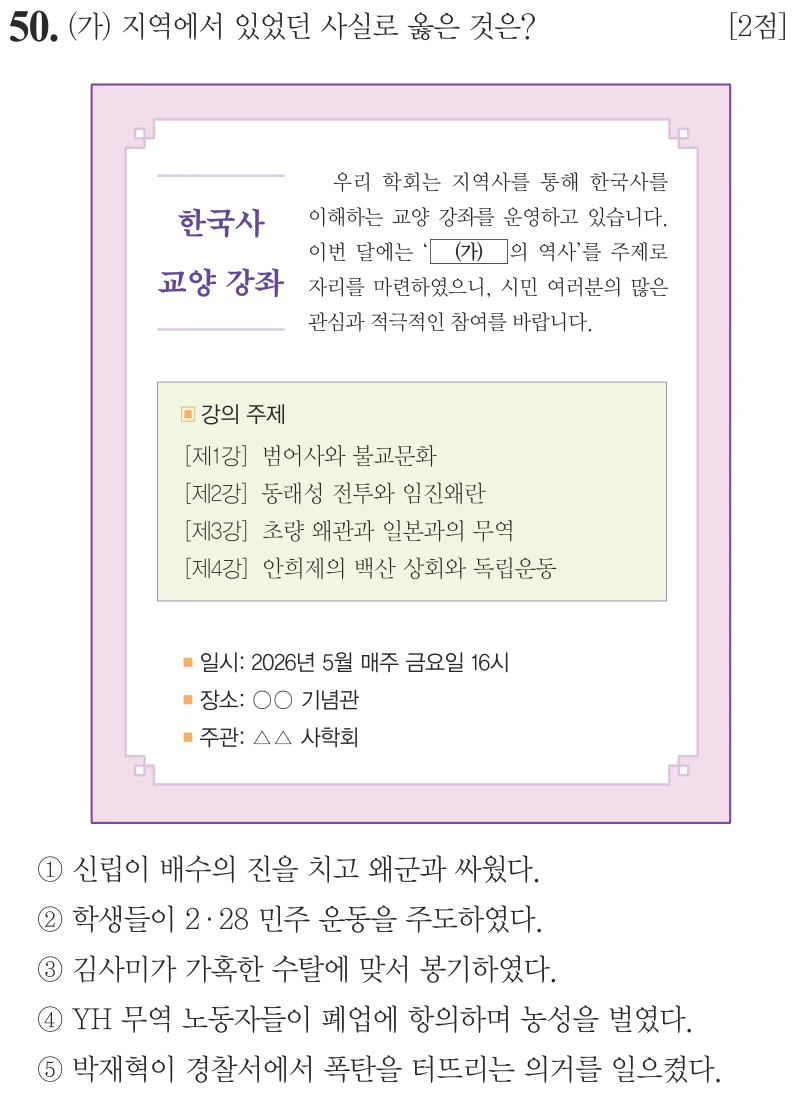 50. (가) 지역에서 있었던 사실로 옳은 것은? [2점]
한국사
교양 강좌
우리 학회는 지역사를 통해 한국사를
이해하는 교양 강좌를 운영하고 있습니다.
이번 달에는 ‘ (가) 의 역사’를 주제로
자리를 마련하였으니, 시민 여러분의 많은
관심과 적극적인 참여를 바랍니다.
▣ 강의 주제
[제1강] 범어사와 불교문화
[제2강] 동래성 전투와 임진왜란
[제3강] 초량 왜관과 일본과의 무역
[제4강] 안희제의 백산 상회와 독립운동
■ 일시: 2026년 5월 매주 금요일 16시
■ 장소: ○○ 기념관
■ 주관: △△ 사학회
① 신립이 배수의 진을 치고 왜군과 싸웠다.
② 학생들이 2·28 민주 운동을 주도하였다.
③ 김사미가 가혹한 수탈에 맞서 봉기하였다.
④ YH 무역 노동자들이 폐업에 항의하며 농성을 벌였다.
⑤ 박재혁이 경찰서에서 폭탄을 터뜨리는 의거를 일으켰다.